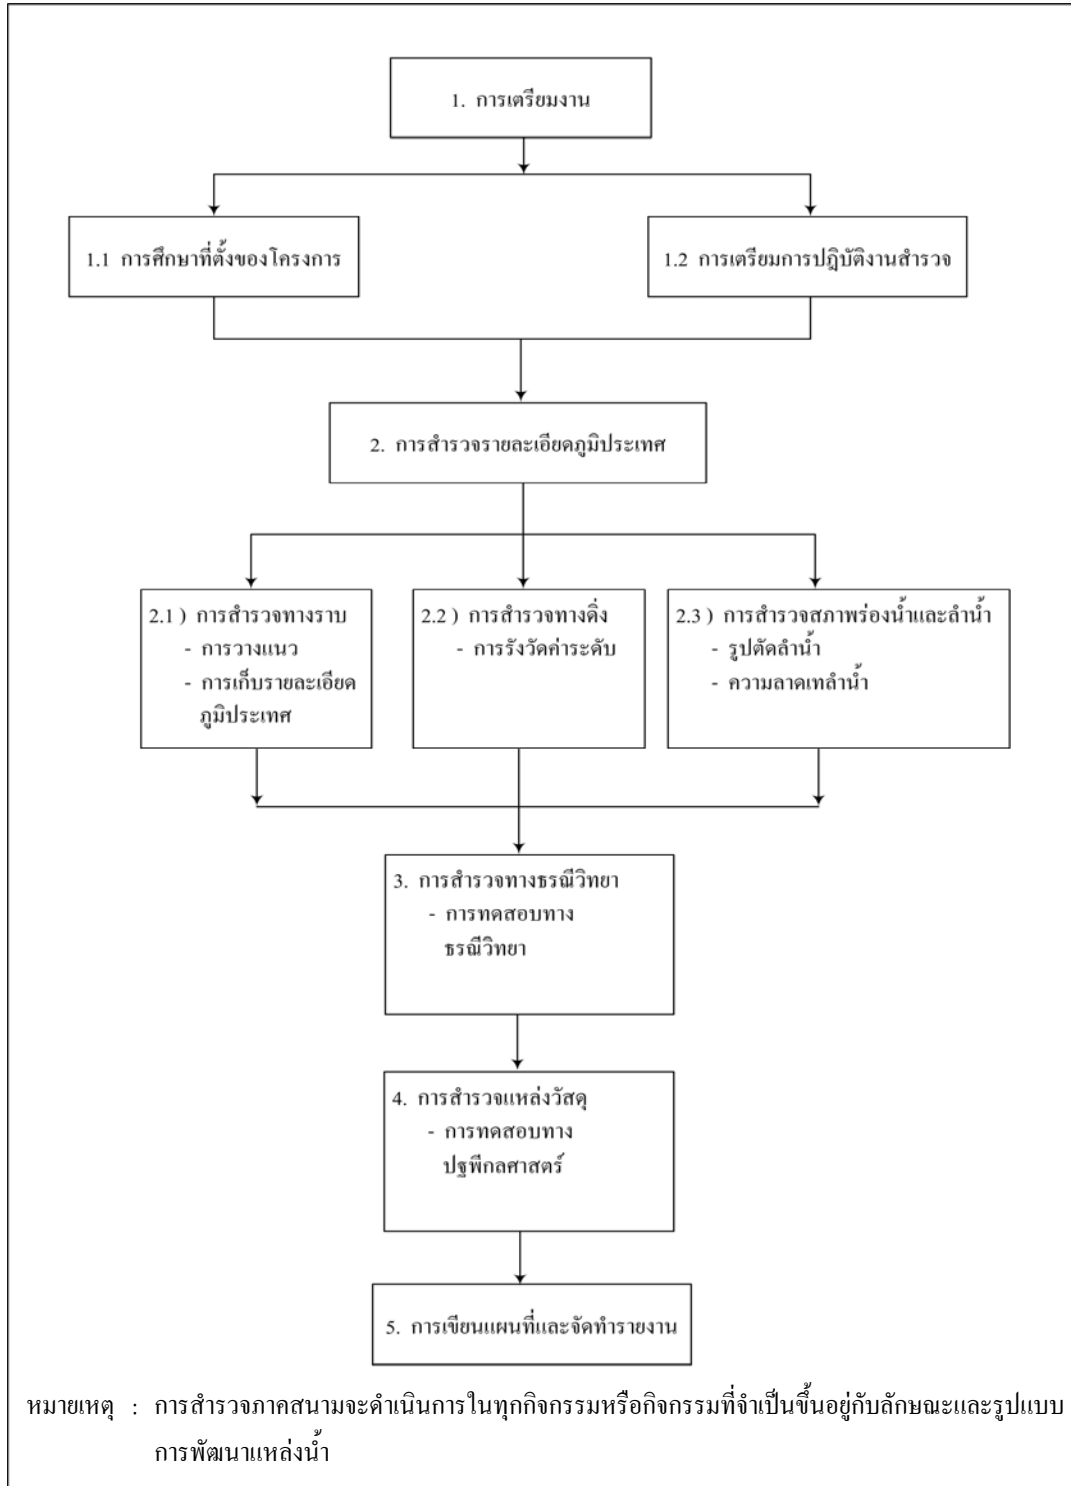 1. การเตรียมงาน
1.1 การศึกษาที่ตั้งของโครงการ
1.2 การเตรียมการปฎิบัติงานสำรวจ
2. การสำรวจรายละเอียดภูมิประเทศ
2.1 ) การสำรวจทางราบ
- การวางแนว
- การเก็บรายละเอียด
ภูมิประเทศ
2.2 ) การสำรวจทางดิ่ง
- การรังวัดค่าระดับ
2.3 ) การสำรวจสภาพร่องน้ำและลำน้ำ
- รูปตัดลำน้ำ
- ความลาดเทลำน้ำ
3. การสำรวจทางธรณีวิทยา
- การทดสอบทาง
ธรณีวิทยา
4. การสำรวจแหล่งวัสดุ
- การทดสอบทาง
ปฐพีกลศาสตร์
5. การเขียนแผนที่และจัดทำรายงาน
หมายเหตุ : การสำรวจภาคสนามจะดำเนินการในทุกกิจกรรมหรือกิจกรรมที่จำเป็นขึ้นอยู่กับลักษณะและรูปแบบ
การพัฒนาแหล่งน้ำ